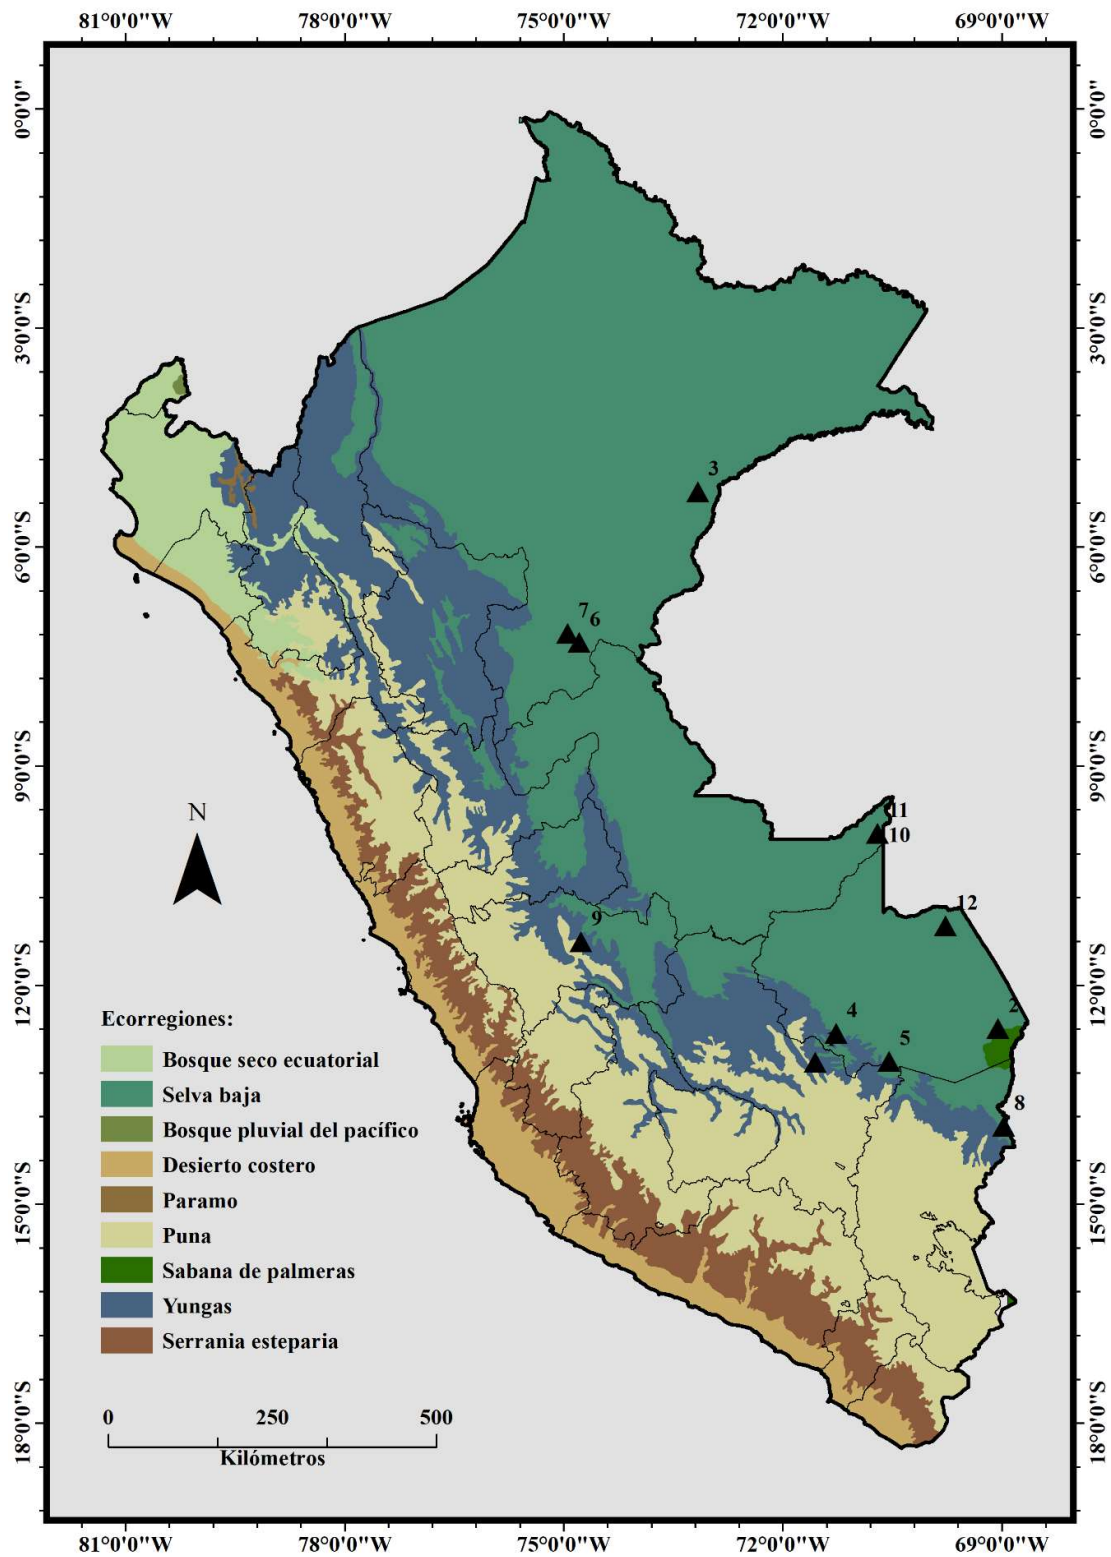 81°0'0"W 78°0'0"W 75°0'0"W 72°0'0"W 69°0'0"W
0°0'0" 0°0'0"
3°0'0"S 3°0'0"S
3
6°0'0"S 6°0'0"S
7
6
9°0'0"S 9°0'0"S
N
11
10
12
9
12°0'0"S 12°0'0"S
2
4
5
8
Ecorregiones:
Bosque seco ecuatorial
Selva baja
Bosque pluvial del pacífico
Desierto costero
Paramo
Puna
Sabana de palmeras
Yungas
Serrania esteparia
15°0'0"S 15°0'0"S
0 250 500
Kilómetros
18°0'0"S 18°0'0"S
81°0'0"W 78°0'0"W 75°0'0"W 72°0'0"W 69°0'0"W